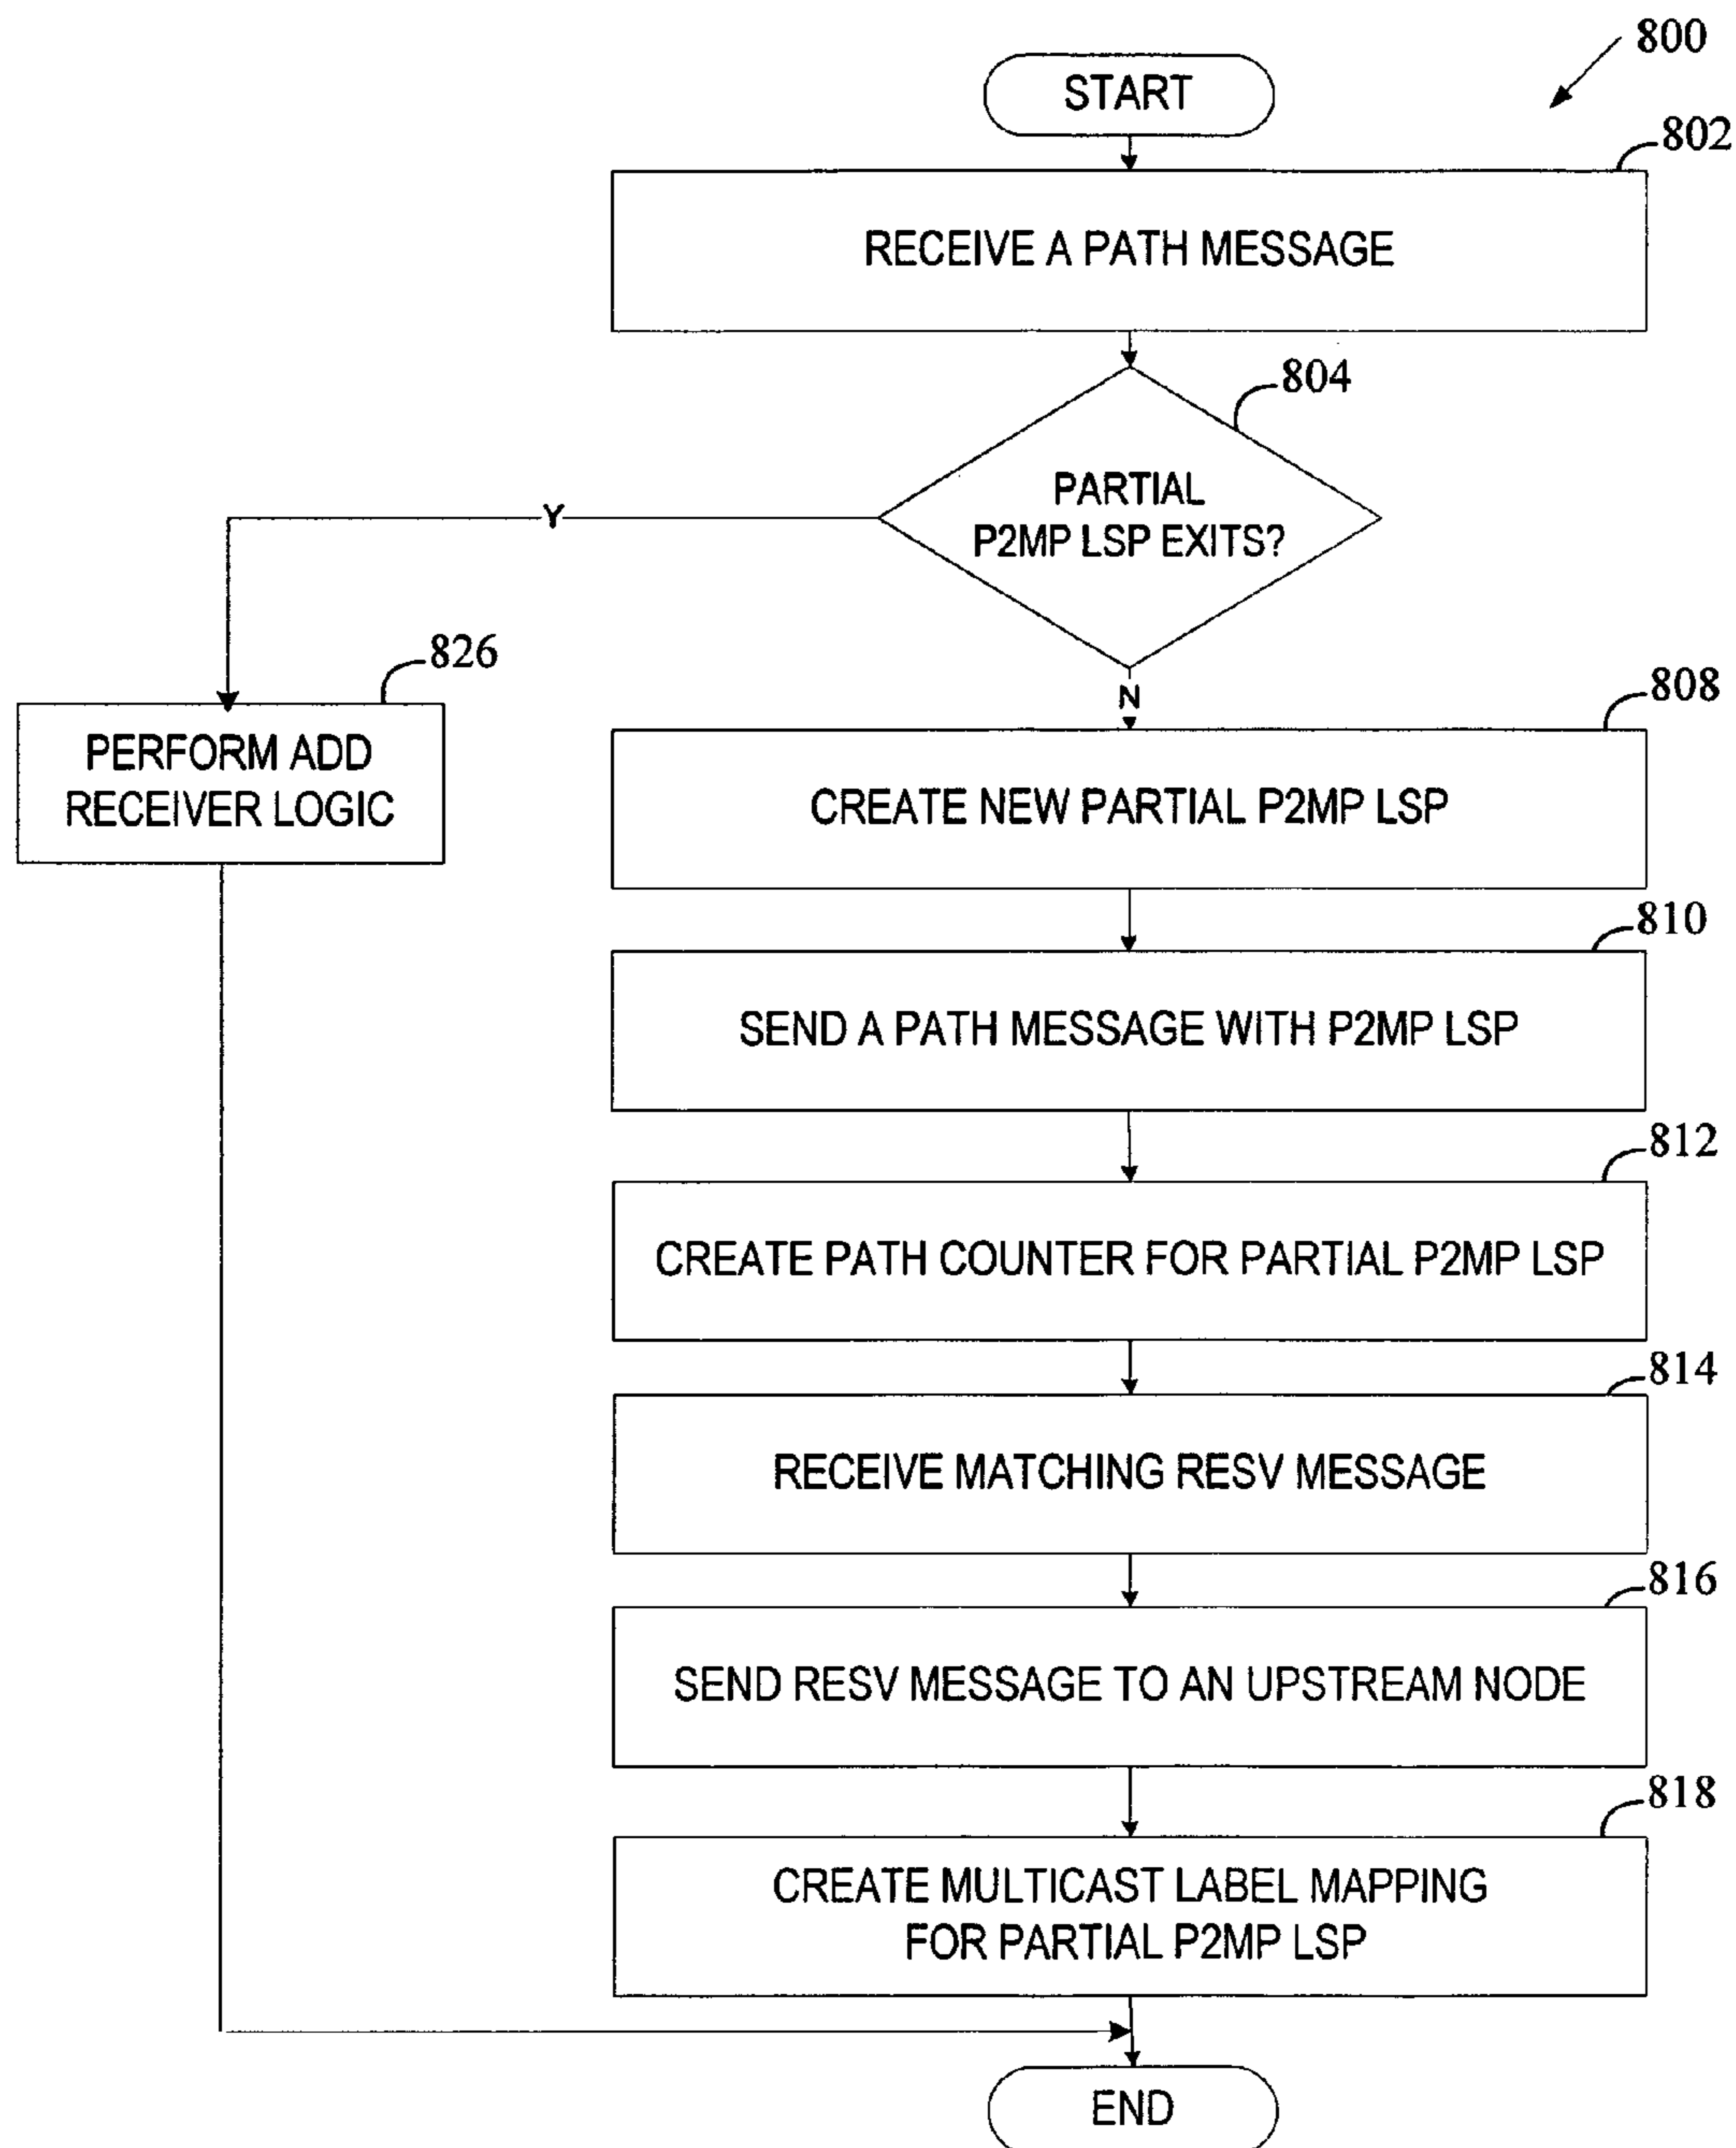 800
START
802
RECEIVE A PATH MESSAGE
804
PARTIAL
P2MP LSP EXITS?
Y
826
PERFORM ADD
RECEIVER LOGIC
N
808
CREATE NEW PARTIAL P2MP LSP
810
SEND A PATH MESSAGE WITH P2MP LSP
812
CREATE PATH COUNTER FOR PARTIAL P2MP LSP
814
RECEIVE MATCHING RESV MESSAGE
816
SEND RESV MESSAGE TO AN UPSTREAM NODE
818
CREATE MULTICAST LABEL MAPPING
FOR PARTIAL P2MP LSP
END